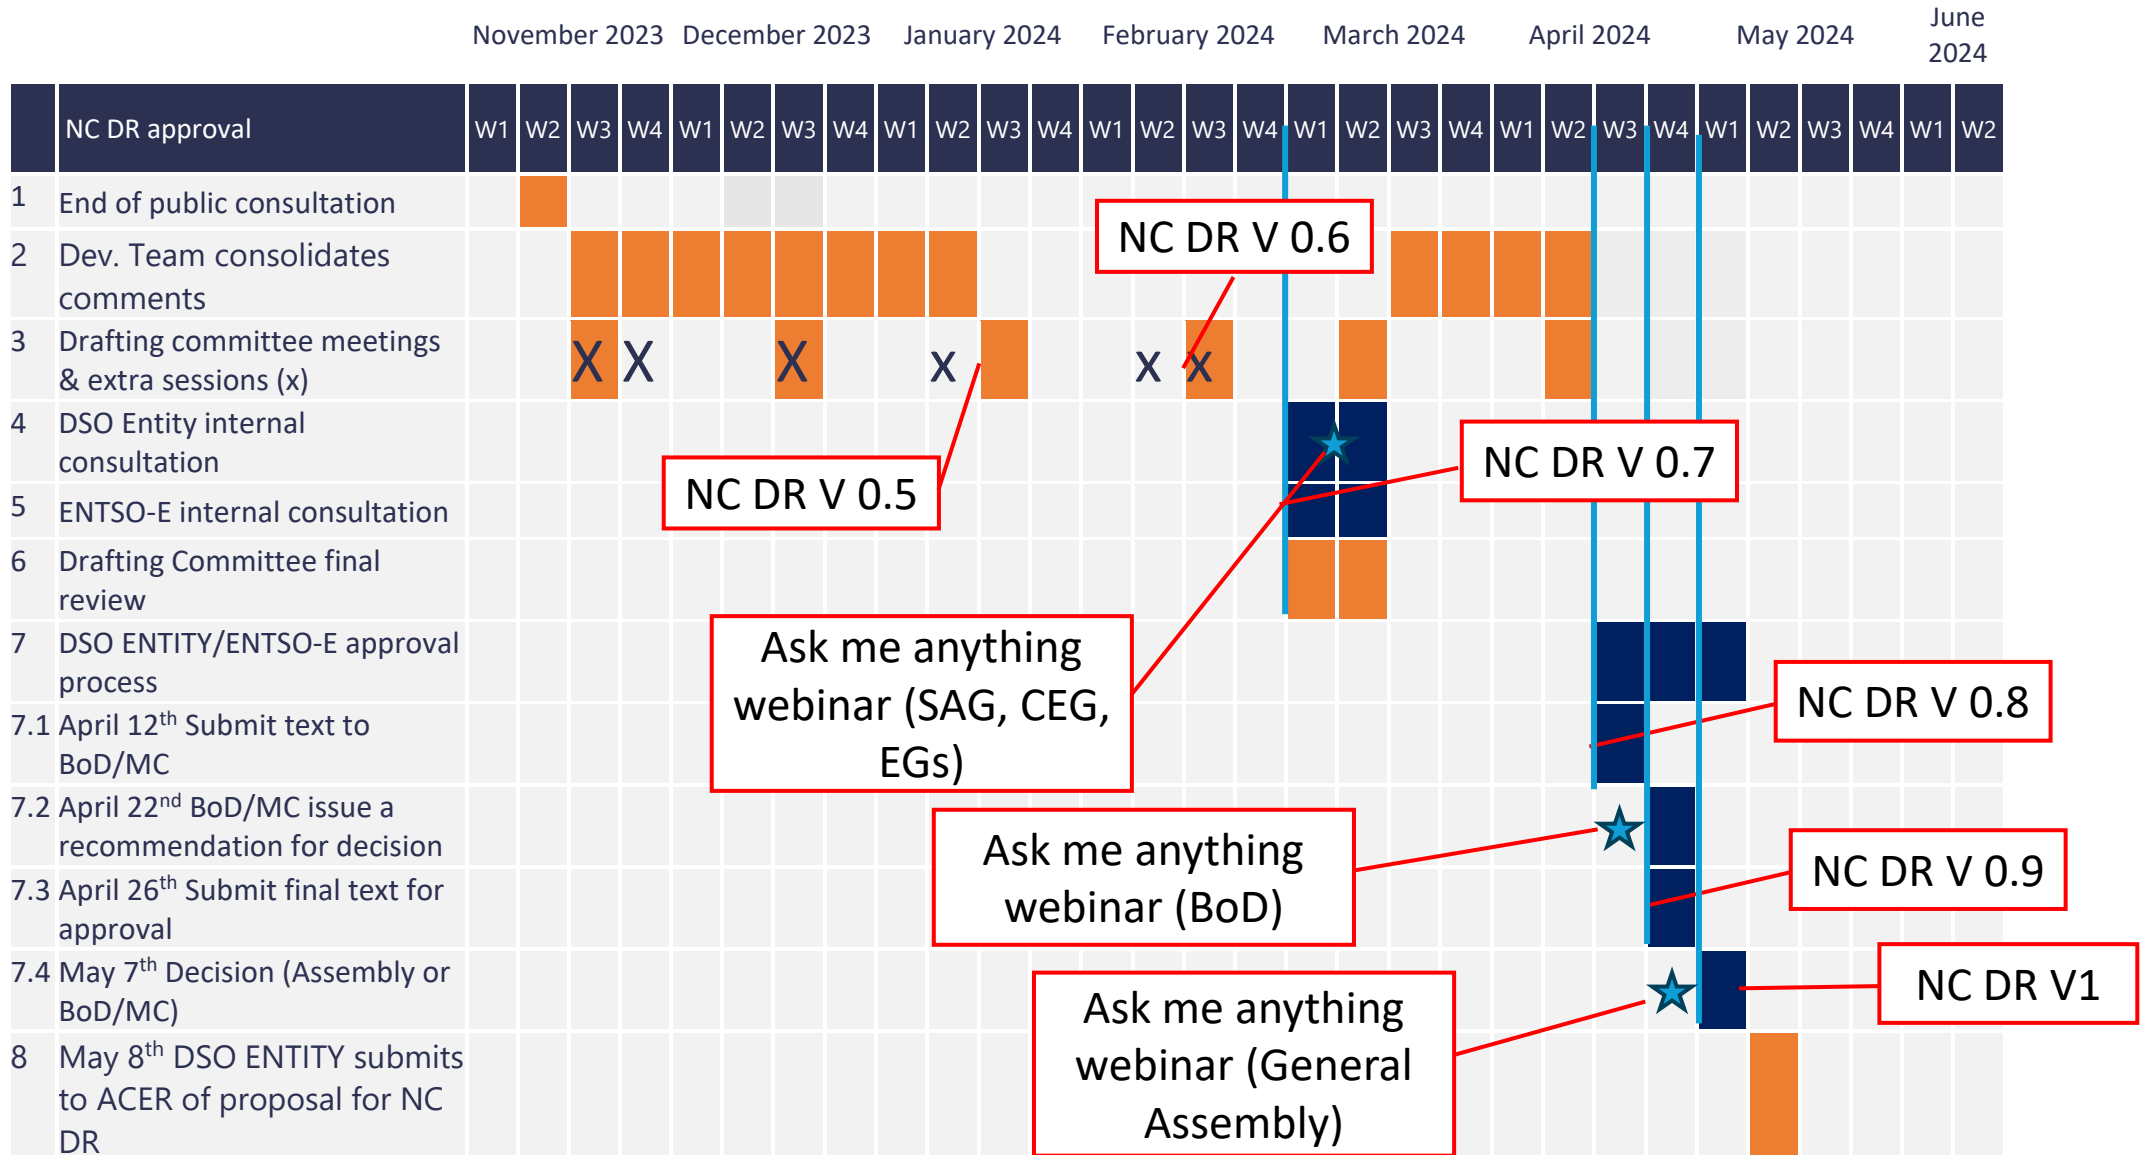 November 2023 December 2023 January 2024 February 2024 March 2024 April 2024 May 2024 June
2024
NC DR approval W1 W2 W3 W4 W1 W2 W3 W4 W1 W2 W3 W4 W1 W2 W3 W4 W1 W2 W3 W4 W1 W2 W3 W4 W1 W2 W3 W4 W1 W2
1 End of public consultation
2 Dev. Team consolidates
comments
3 Drafting committee meetings
& extra sessions (x)
X X X x x x
4 DSO Entity internal
consultation
5 ENTSO-E internal consultation
6 Drafting Committee final
review
7 DSO ENTITY/ENTSO-E approval
process
7.1 April 12th Submit text to
BoD/MC
7.2 April 22nd BoD/MC issue a
recommendation for decision
7.3 April 26th Submit final text for
approval
7.4 May 7th Decision (Assembly or
BoD/MC)
8 May 8th DSO ENTITY submits
to ACER of proposal for NC
DR
NC DR V 0.6
NC DR V 0.5
NC DR V 0.7
Ask me anything
webinar (SAG, CEG,
EGs)
NC DR V 0.8
Ask me anything
webinar (BoD)
NC DR V 0.9
Ask me anything
webinar (General
Assembly)
NC DR V1